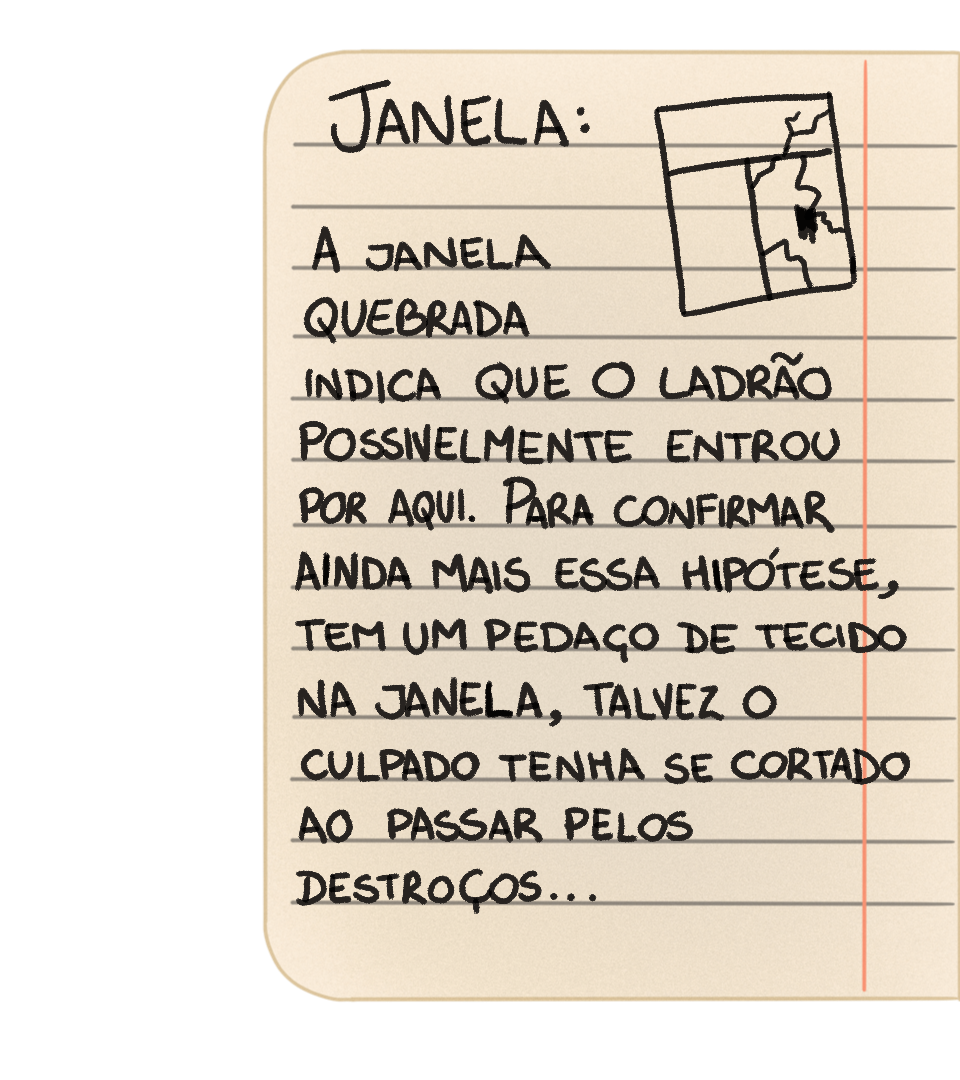 JANELA:
A JANELA
QUEBRADA
INDICA QUE O LADRÃO
POSSIVELMENTE ENTROU
POR AQUI. PARA CONFIRMAR
AINDA MAIS ESSA HIPÓTESE,
TEM UM PEDAÇO DE TECIDO
NA JANELA, TALVEZ O
CULPADO TENHA SE CORTADO
AO PASSAR PELOS
DESTROÇOS...